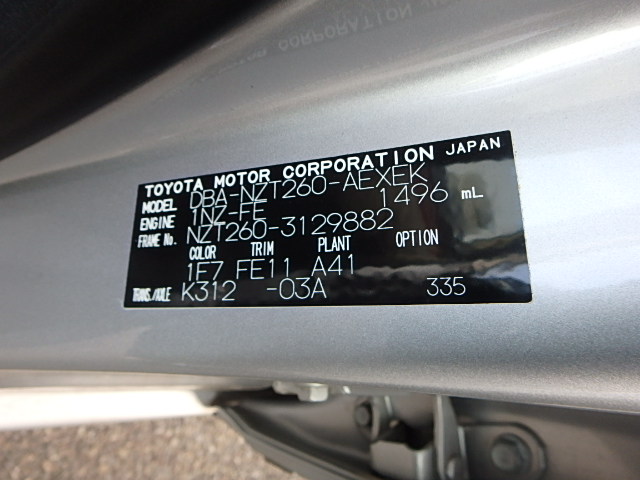 TOYOTA MOTOR CORPORATION JAPAN
MODEL DBA-NZT260-AEXEK
ENGINE 1NZ-FE 1496 mL
FRAME No. NZT260-3129882
COLOR TRIM PLANT OPTION
1F7 FE11 A41
TRANS./AXLE K312 -03A 335